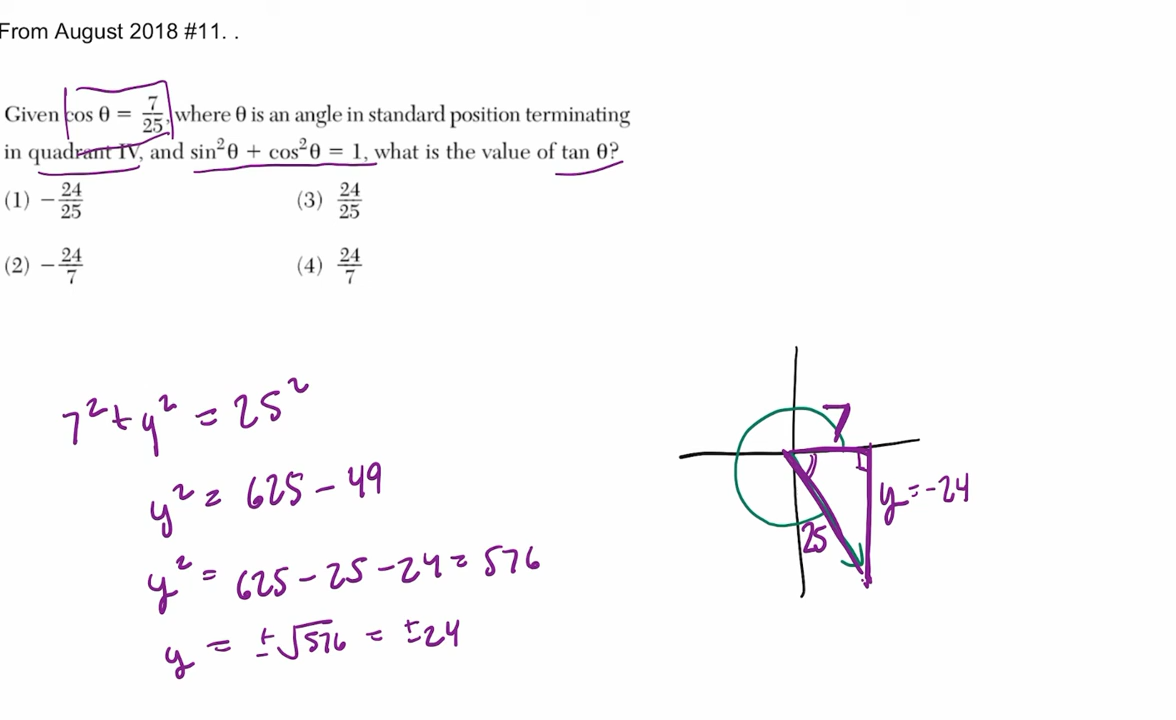 From August 2018 #11. .
Given cos θ = 7/25, where θ is an angle in standard position terminating
in quadrant IV, and sin²θ + cos²θ = 1, what is the value of tan θ?
(1) −24/25 (3) 24/25
(2) −24/7 (4) 24/7
7² + y² = 25²
y² = 625 − 49
y² = 625 − 25 − 24 = 576
y = ±√576 = ±24
7
y = -24
25